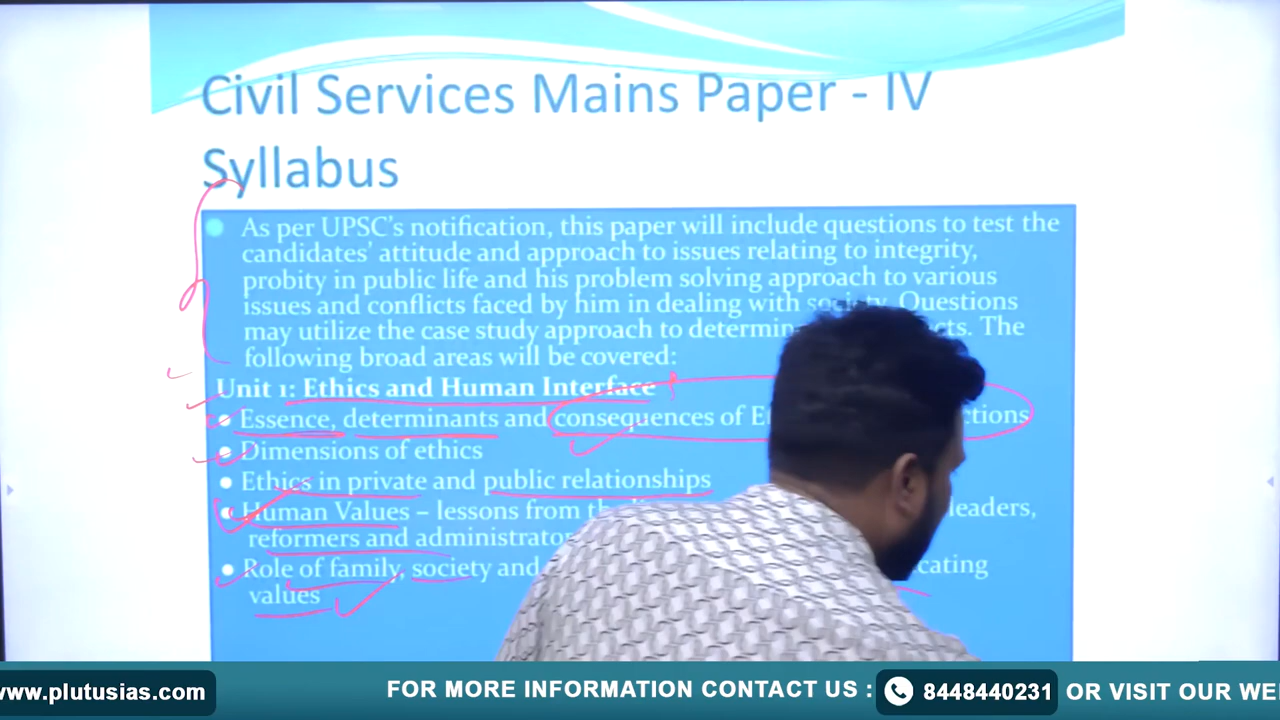 Civil Services Mains Paper - IV
Syllabus
As per UPSC's notification, this paper will include questions to test the
candidates' attitude and approach to issues relating to integrity,
probity in public life and his problem solving approach to various
issues and conflicts faced by him in dealing with society. Questions
may utilize the case study approach to The
following broad areas will be covered:
Unit 1: Ethics and Human Interface
Essence, determinants and consequences of
Dimensions of ethics
Ethics in private and public relationships
Human Values – lessons from leaders,
reformers and
Role of family, society and
values
www.plutusias.com
FOR MORE INFORMATION CONTACT US : 8448440231 OR VISIT OUR